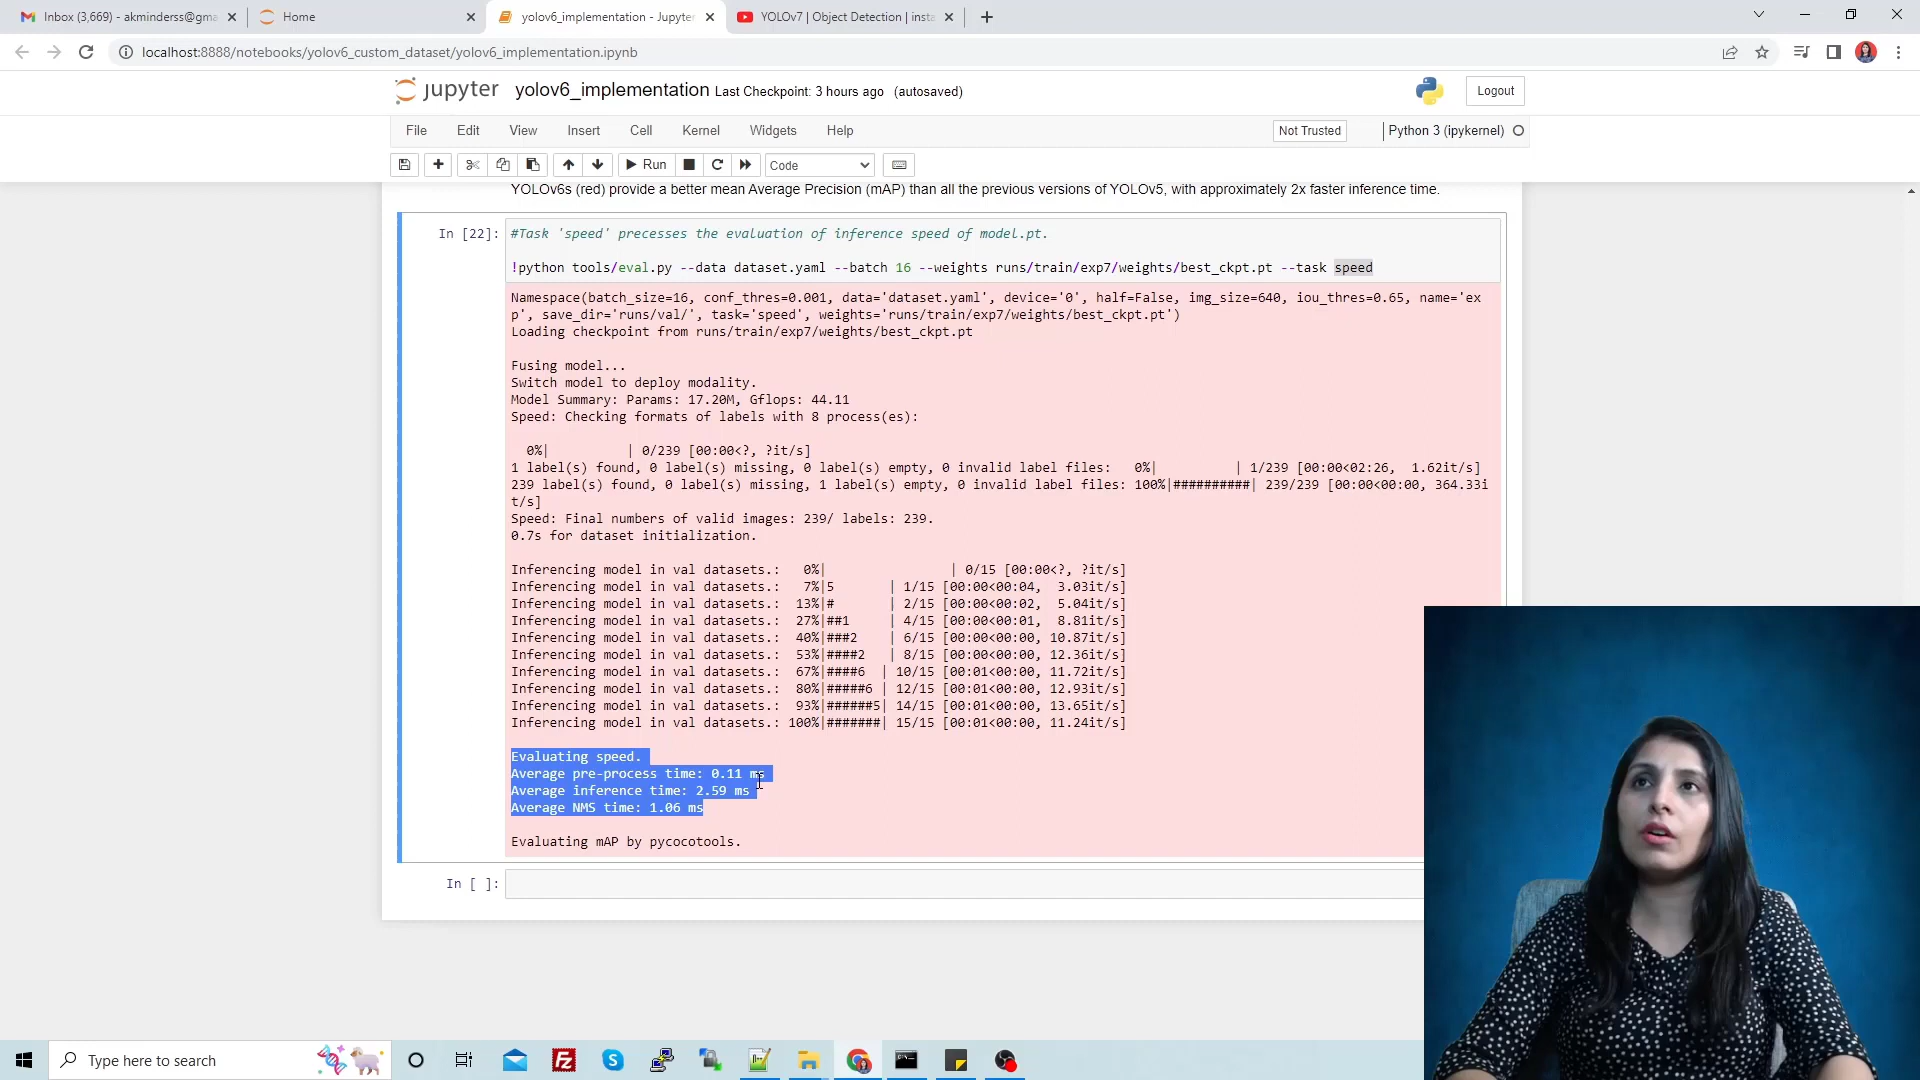 Inbox (3,669) - akminderss@gma
Home
yolov6_implementation - Jupyter
YOLOv7 | Object Detection | insta
localhost:8888/notebooks/yolov6_custom_dataset/yolov6_implementation.ipynb
jupyter yolov6_implementation Last Checkpoint: 3 hours ago (autosaved)
Logout
File Edit View Insert Cell Kernel Widgets Help
Not Trusted
Python 3 (ipykernel)
Run
Code
YOLOv6s (red) provide a better mean Average Precision (mAP) than all the previous versions of YOLOv5, with approximately 2x faster inference time.
In [22]: #Task 'speed' precesses the evaluation of inference speed of model.pt.
!python tools/eval.py --data dataset.yaml --batch 16 --weights runs/train/exp7/weights/best_ckpt.pt --task speed
Namespace(batch_size=16, conf_thres=0.001, data='dataset.yaml', device='0', half=False, img_size=640, iou_thres=0.65, name='ex
p', save_dir='runs/val/', task='speed', weights='runs/train/exp7/weights/best_ckpt.pt')
Loading checkpoint from runs/train/exp7/weights/best_ckpt.pt
Fusing model...
Switch model to deploy modality.
Model Summary: Params: 17.20M, Gflops: 44.11
Speed: Checking formats of labels with 8 process(es):
0%| | 0/239 [00:00<?, ?it/s]
1 label(s) found, 0 label(s) missing, 0 label(s) empty, 0 invalid label files: 0%| | 1/239 [00:00<02:26, 1.62it/s]
239 label(s) found, 0 label(s) missing, 1 label(s) empty, 0 invalid label files: 100%|##########| 239/239 [00:00<00:00, 364.33i
t/s]
Speed: Final numbers of valid images: 239/ labels: 239.
0.7s for dataset initialization.
Inferencing model in val datasets.: 0%| | 0/15 [00:00<?, ?it/s]
Inferencing model in val datasets.: 7%|5 | 1/15 [00:00<00:04, 3.03it/s]
Inferencing model in val datasets.: 13%|# | 2/15 [00:00<00:02, 5.04it/s]
Inferencing model in val datasets.: 27%|##1 | 4/15 [00:00<00:01, 8.81it/s]
Inferencing model in val datasets.: 40%|###2 | 6/15 [00:00<00:00, 10.87it/s]
Inferencing model in val datasets.: 53%|####2 | 8/15 [00:00<00:00, 12.36it/s]
Inferencing model in val datasets.: 67%|####6 | 10/15 [00:01<00:00, 11.72it/s]
Inferencing model in val datasets.: 80%|#####6 | 12/15 [00:01<00:00, 12.93it/s]
Inferencing model in val datasets.: 93%|######5| 14/15 [00:01<00:00, 13.65it/s]
Inferencing model in val datasets.: 100%|#######| 15/15 [00:01<00:00, 11.24it/s]
Evaluating speed.
Average pre-process time: 0.11 ms
Average inference time: 2.59 ms
Average NMS time: 1.06 ms
Evaluating mAP by pycocotools.
In [ ]:
Type here to search